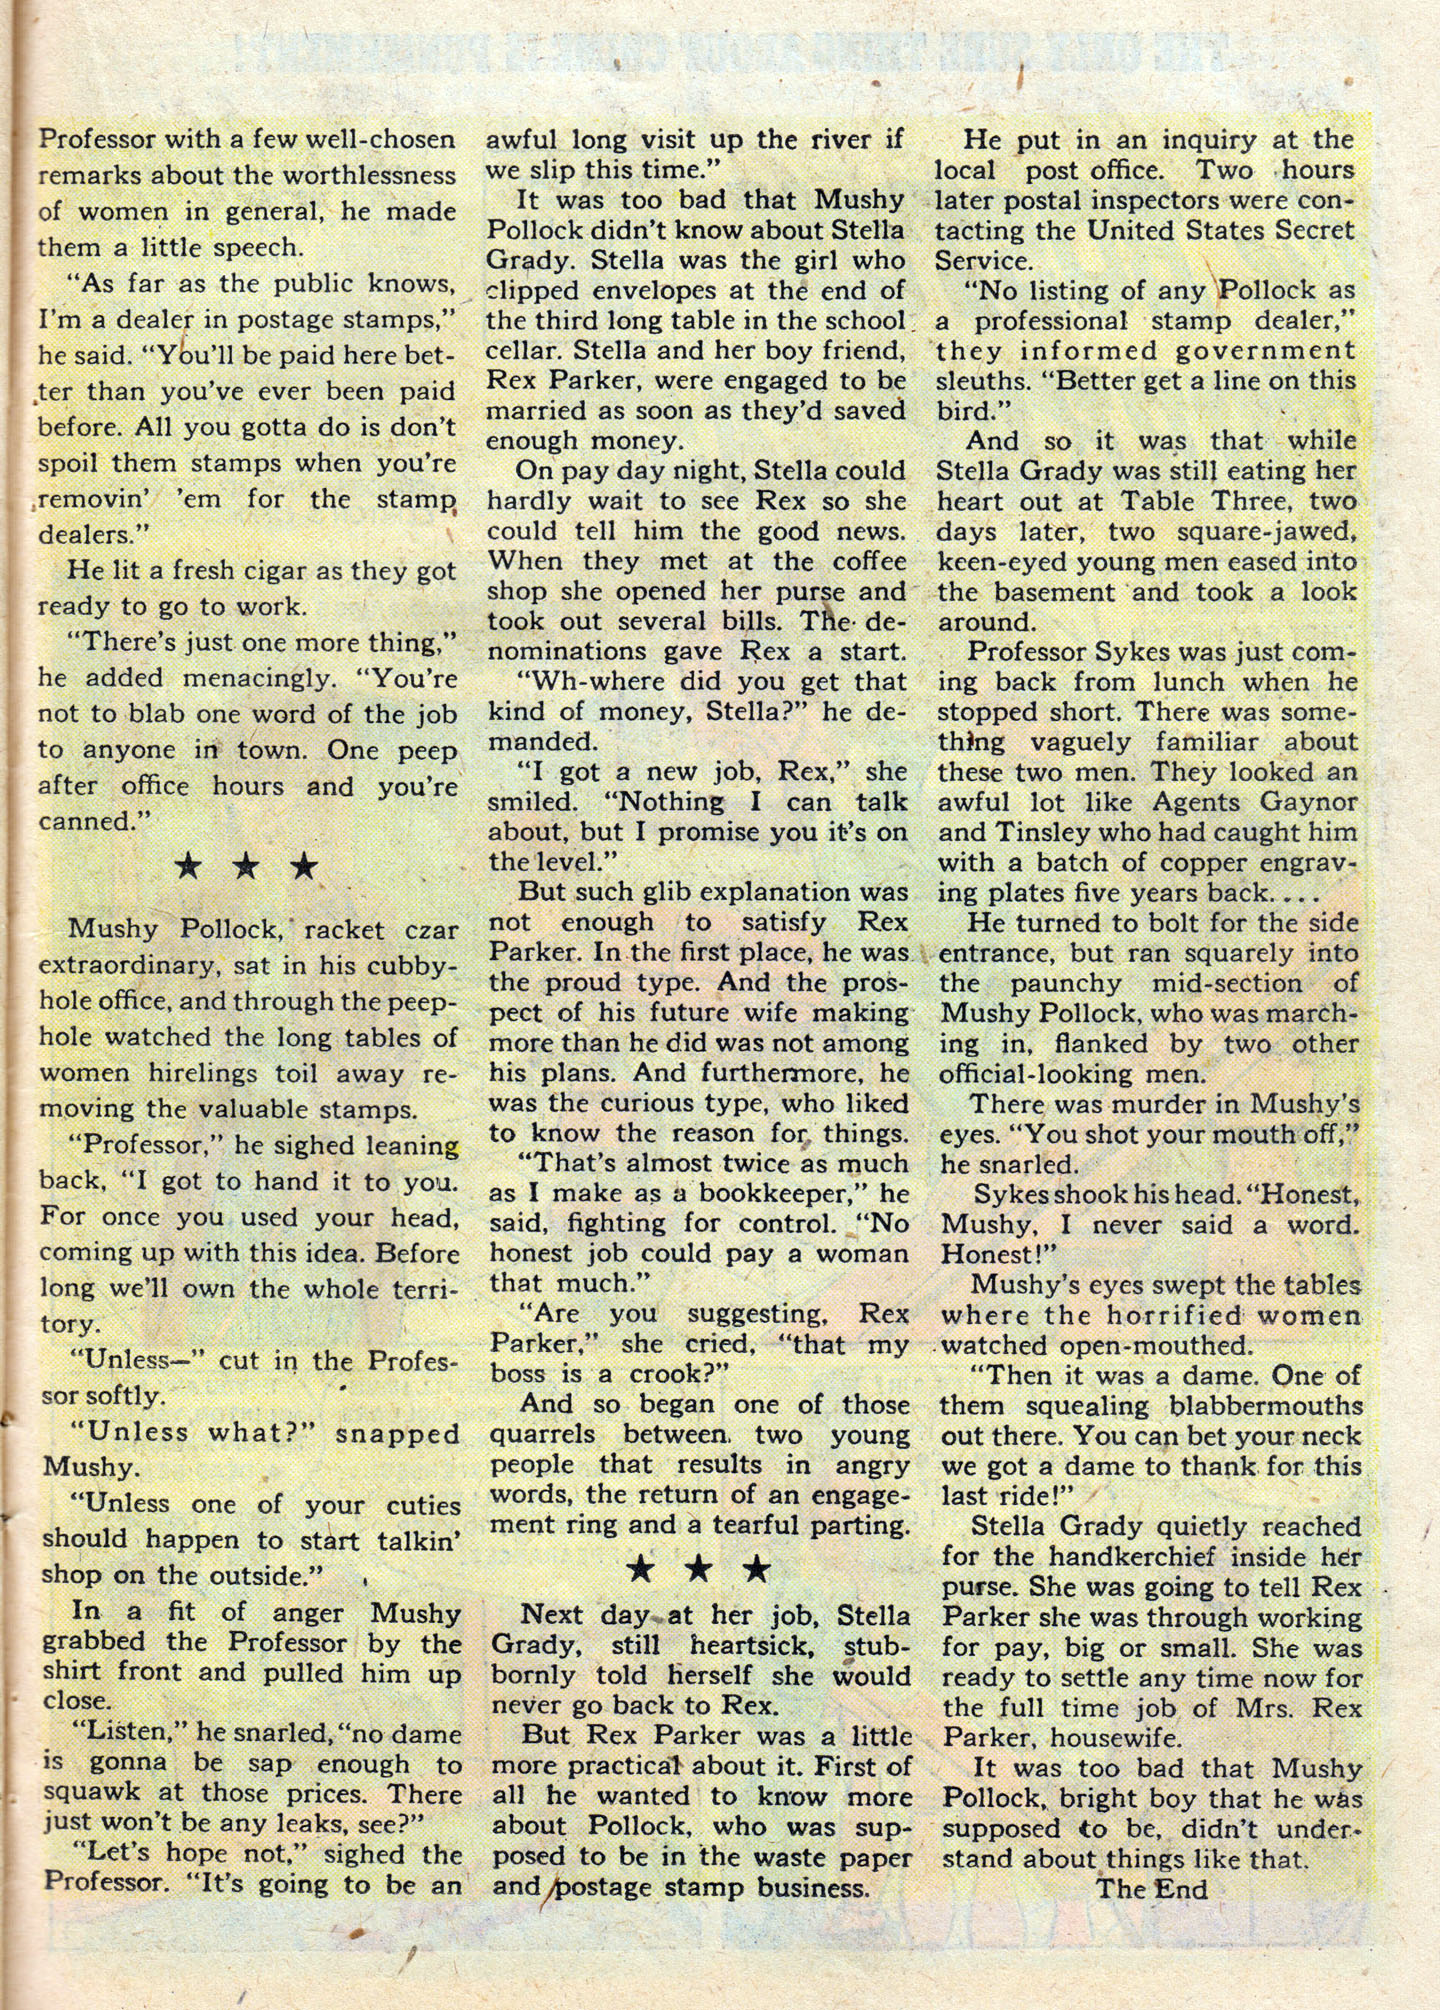 Professor with a few well-chosen
remarks about the worthlessness
of women in general, he made
them a little speech.
“As far as the public knows,
I'm a dealer in postage stamps,”
he said. “You'll be paid here bet-
ter than you've ever been paid
before. All you gotta do is don't
spoil them stamps when you're
removin' 'em for the stamp
dealers.”
He lit a fresh cigar as they got
ready to go to work.
“There's just one more thing,”
he added menacingly. “You're
not to blab one word of the job
to anyone in town. One peep
after office hours and you're
canned.”
★ ★ ★
Mushy Pollock, racket czar
extraordinary, sat in his cubby-
hole office, and through the peep-
hole watched the long tables of
women hirelings toil away re-
moving the valuable stamps.
“Professor,” he sighed leaning
back, “I got to hand it to you.
For once you used your head,
coming up with this idea. Before
long we'll own the whole terri-
tory.
“Unless—” cut in the Profes-
sor softly.
“Unless what?” snapped
Mushy.
“Unless one of your cuties
should happen to start talkin'
shop on the outside.”
In a fit of anger Mushy
grabbed the Professor by the
shirt front and pulled him up
close.
“Listen,” he snarled, “no dame
is gonna be sap enough to
squawk at those prices. There
just won't be any leaks, see?”
“Let's hope not,” sighed the
Professor. “It's going to be an
awful long visit up the river if
we slip this time.”
It was too bad that Mushy
Pollock didn't know about Stella
Grady. Stella was the girl who
clipped envelopes at the end of
the third long table in the school
cellar. Stella and her boy friend,
Rex Parker, were engaged to be
married as soon as they'd saved
enough money.
On pay day night, Stella could
hardly wait to see Rex so she
could tell him the good news.
When they met at the coffee
shop she opened her purse and
took out several bills. The de-
nominations gave Rex a start.
“Wh-where did you get that
kind of money, Stella?” he de-
manded.
“I got a new job, Rex,” she
smiled. “Nothing I can talk
about, but I promise you it's on
the level.”
But such glib explanation was
not enough to satisfy Rex
Parker. In the first place, he was
the proud type. And the pros-
pect of his future wife making
more than he did was not among
his plans. And furthermore, he
was the curious type, who liked
to know the reason for things.
“That's almost twice as much
as I make as a bookkeeper,” he
said, fighting for control. “No
honest job could pay a woman
that much.”
“Are you suggesting, Rex
Parker,” she cried, “that my
boss is a crook?”
And so began one of those
quarrels between two young
people that results in angry
words, the return of an engage-
ment ring and a tearful parting.
★ ★ ★
Next day at her job, Stella
Grady, still heartsick, stub-
bornly told herself she would
never go back to Rex.
But Rex Parker was a little
more practical about it. First of
all he wanted to know more
about Pollock, who was sup-
posed to be in the waste paper
and postage stamp business.
He put in an inquiry at the
local post office. Two hours
later postal inspectors were con-
tacting the United States Secret
Service.
“No listing of any Pollock as
a professional stamp dealer,”
they informed government
sleuths. “Better get a line on this
bird.”
And so it was that while
Stella Grady was still eating her
heart out at Table Three, two
days later, two square-jawed,
keen-eyed young men eased into
the basement and took a look
around.
Professor Sykes was just com-
ing back from lunch when he
stopped short. There was some-
thing vaguely familiar about
these two men. They looked an
awful lot like Agents Gaynor
and Tinsley who had caught him
with a batch of copper engrav-
ing plates five years back....
He turned to bolt for the side
entrance, but ran squarely into
the paunchy mid-section of
Mushy Pollock, who was march-
ing in, flanked by two other
official-looking men.
There was murder in Mushy's
eyes. “You shot your mouth off,”
he snarled.
Sykes shook his head. “Honest,
Mushy, I never said a word.
Honest!”
Mushy's eyes swept the tables
where the horrified women
watched open-mouthed.
“Then it was a dame. One of
them squealing blabbermouths
out there. You can bet your neck
we got a dame to thank for this
last ride!”
Stella Grady quietly reached
for the handkerchief inside her
purse. She was going to tell Rex
Parker she was through working
for pay, big or small. She was
ready to settle any time now for
the full time job of Mrs. Rex
Parker, housewife.
It was too bad that Mushy
Pollock, bright boy that he was
supposed to be, didn't under-
stand about things like that.
The End